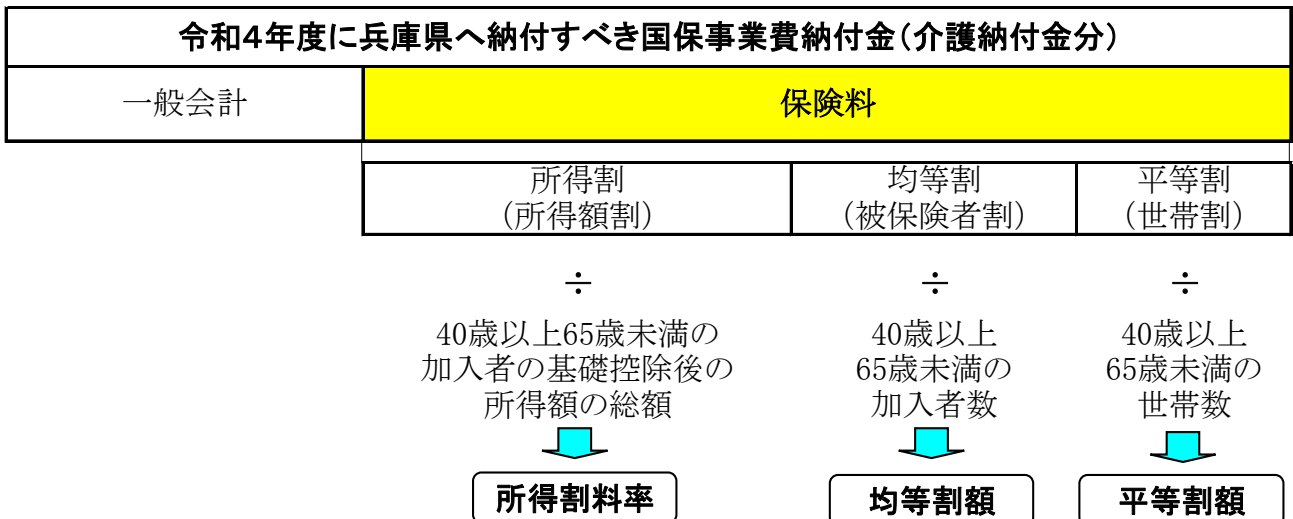 令和4年度に兵庫県へ納付すべき国保事業費納付金（介護納付金分）
一般会計
保険料
所得割
（所得額割）
均等割
（被保険者割）
平等割
（世帯割）
÷
÷
÷
40歳以上65歳未満の
加入者の基礎控除後の
所得額の総額
40歳以上
65歳未満の
加入者数
40歳以上
65歳未満の
世帯数
所得割料率
均等割額
平等割額